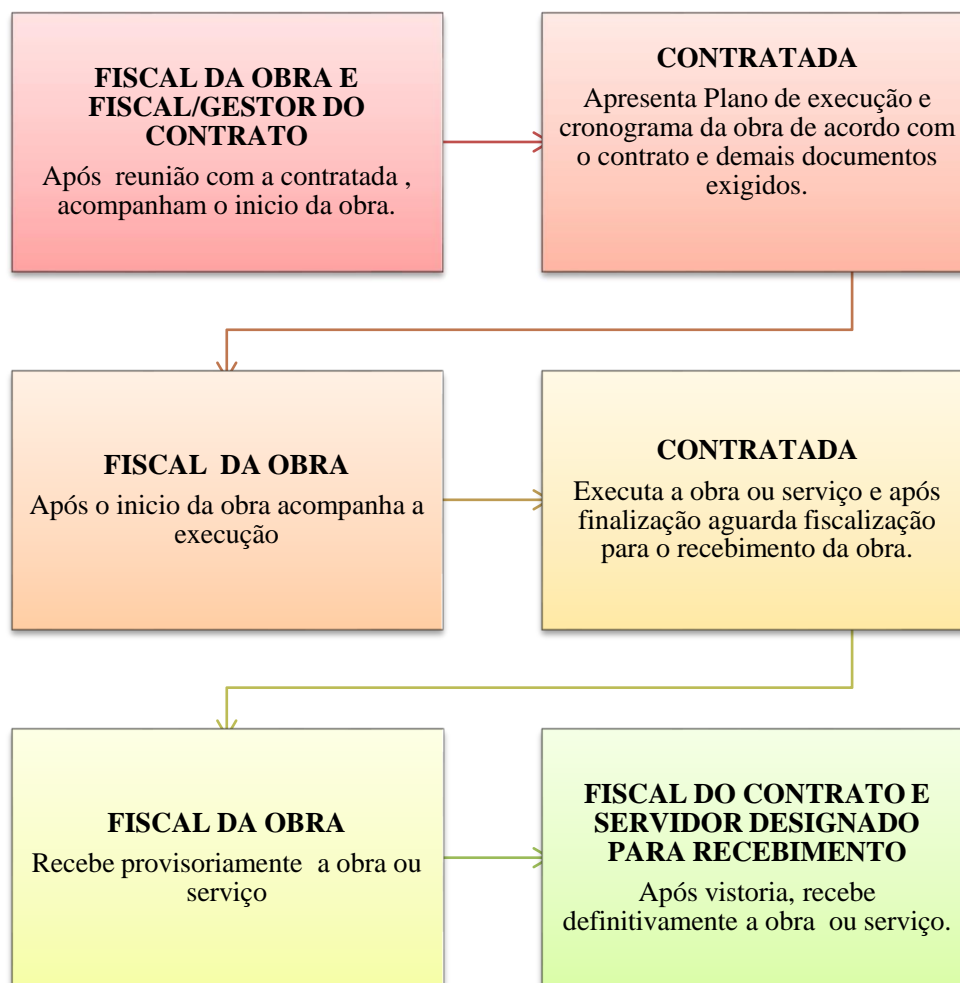 FISCAL DA OBRA E
FISCAL/GESTOR DO
CONTRATO
Após reunião com a contratada ,
acompanham o inicio da obra.
CONTRATADA
Apresenta Plano de execução e
cronograma da obra de acordo com
o contrato e demais documentos
exigidos.
FISCAL DA OBRA
Após o inicio da obra acompanha a
execução
CONTRATADA
Executa a obra ou serviço e após
finalização aguarda fiscalização
para o recebimento da obra.
FISCAL DA OBRA
Recebe provisoriamente a obra ou
serviço
FISCAL DO CONTRATO E
SERVIDOR DESIGNADO
PARA RECEBIMENTO
Após vistoria, recebe
definitivamente a obra ou serviço.